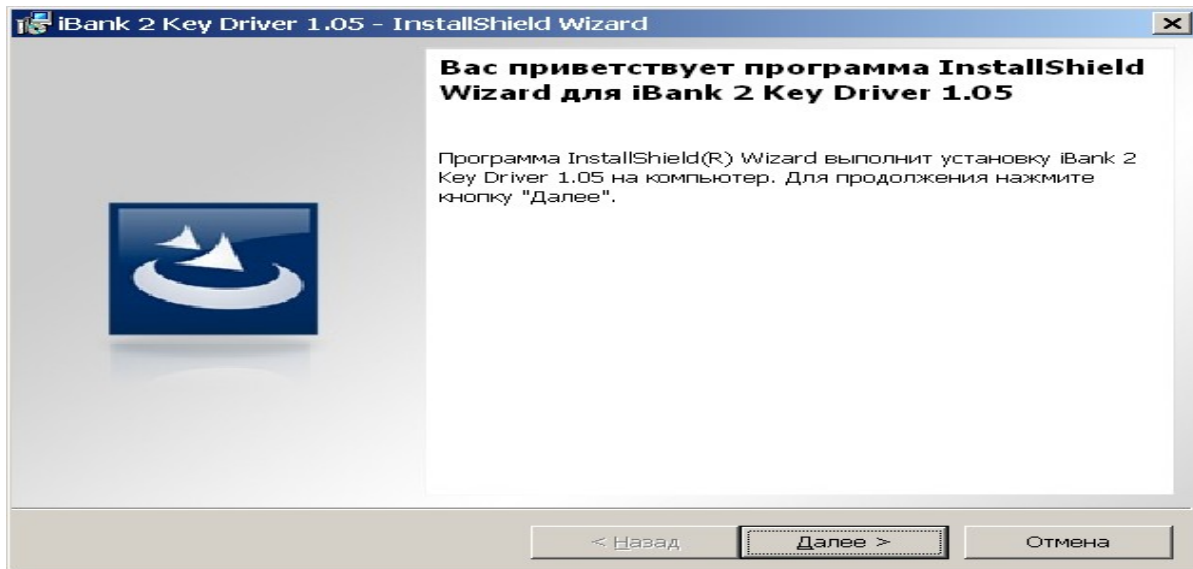 iBank 2 Key Driver 1.05 - InstallShield Wizard
Вас приветствует программа InstallShield
Wizard для iBank 2 Key Driver 1.05
Программа InstallShield(R) Wizard выполнит установку iBank 2
Key Driver 1.05 на компьютер. Для продолжения нажмите
кнопку "Далее".
< Назад Далее > Отмена